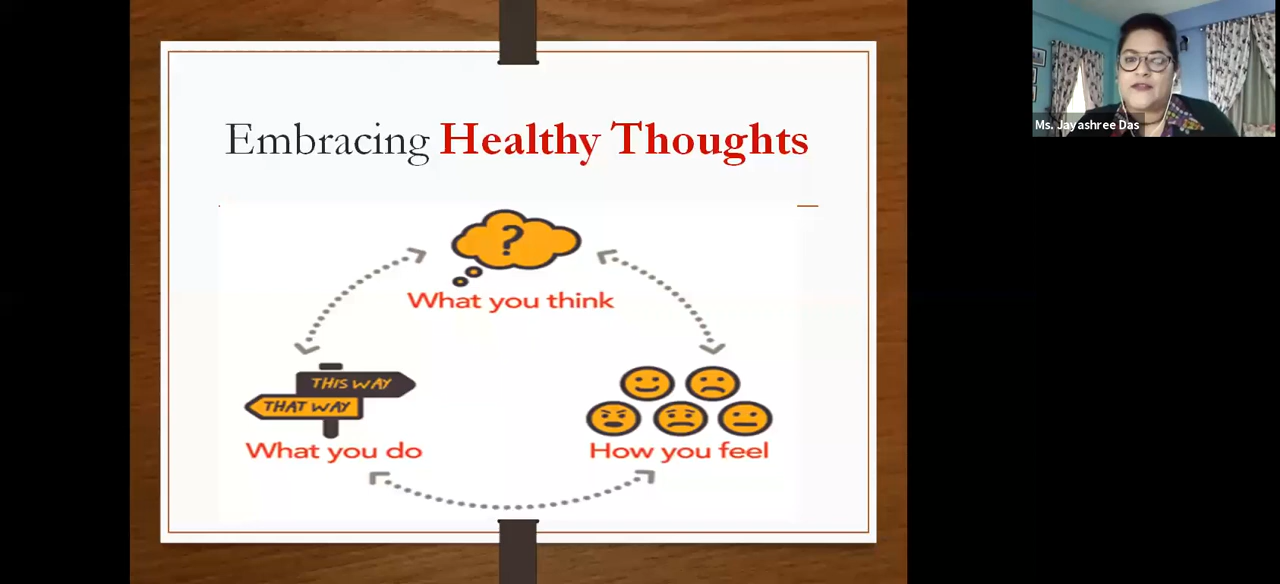 Embracing Healthy Thoughts
?
What you think
THIS WAY
THAT WAY
What you do
How you feel
Ms. Jayashree Das